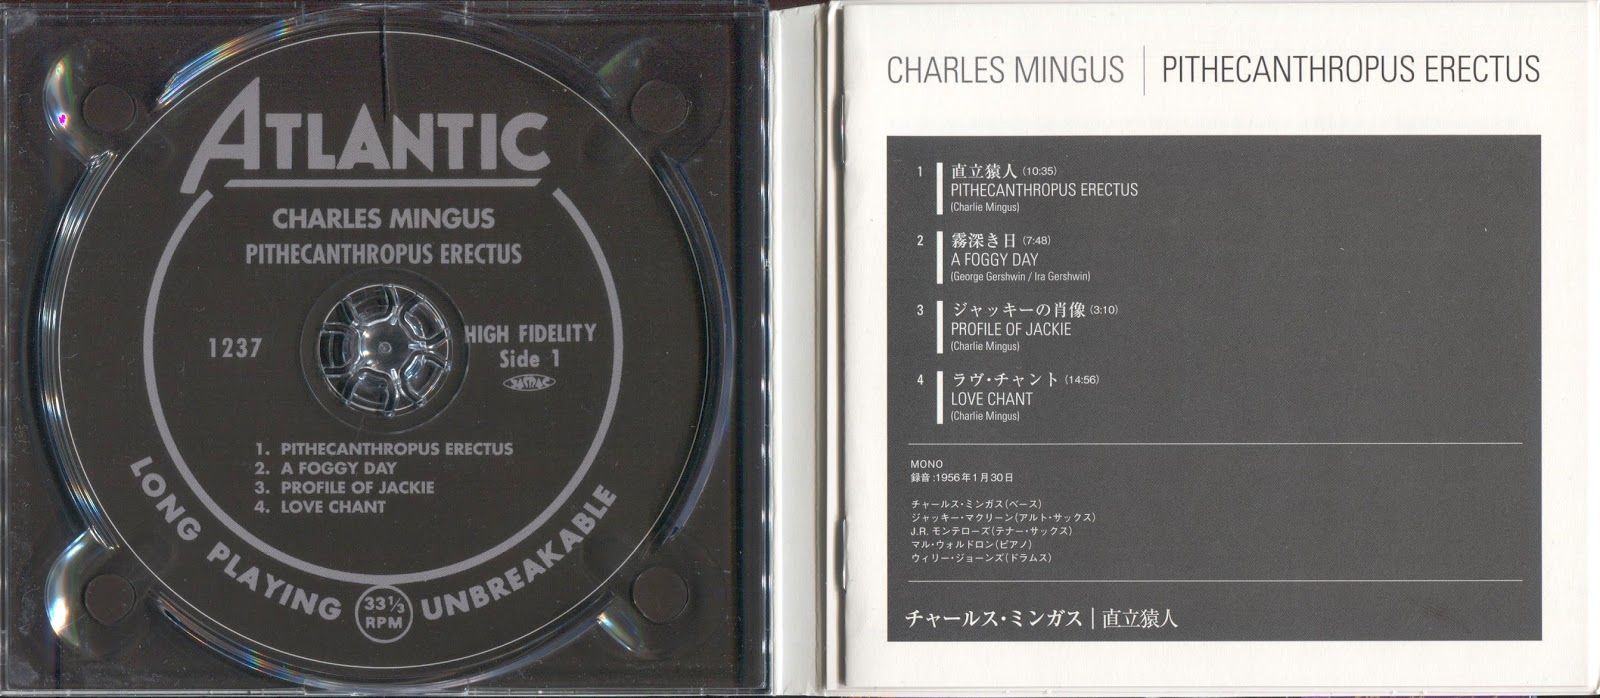 ATLANTIC
CHARLES MINGUS
PITHECANTHROPUS ERECTUS
1237
HIGH FIDELITY
Side 1
1. PITHECANTHROPUS ERECTUS
2. A FOGGY DAY
3. PROFILE OF JACKIE
4. LOVE CHANT
LONG PLAYING 33 1/3 RPM UNBREAKABLE
CHARLES MINGUS | PITHECANTHROPUS ERECTUS
1 直立猿人 (10:35)
PITHECANTHROPUS ERECTUS
(Charlie Mingus)
2 霧深き日 (7:48)
A FOGGY DAY
(George Gershwin / Ira Gershwin)
3 ジャッキーの肖像 (3:10)
PROFILE OF JACKIE
(Charlie Mingus)
4 ラヴ・チャント (14:56)
LOVE CHANT
(Charlie Mingus)
MONO
録音:1956年1月30日
チャールス・ミンガス(ベース)
ジャッキー・マクリーン(アルト・サックス)
J.R. モンテローズ(テナー・サックス)
マル・ウォルドロン(ピアノ)
ウィリー・ジョーンズ(ドラムス)
チャールス・ミンガス | 直立猿人